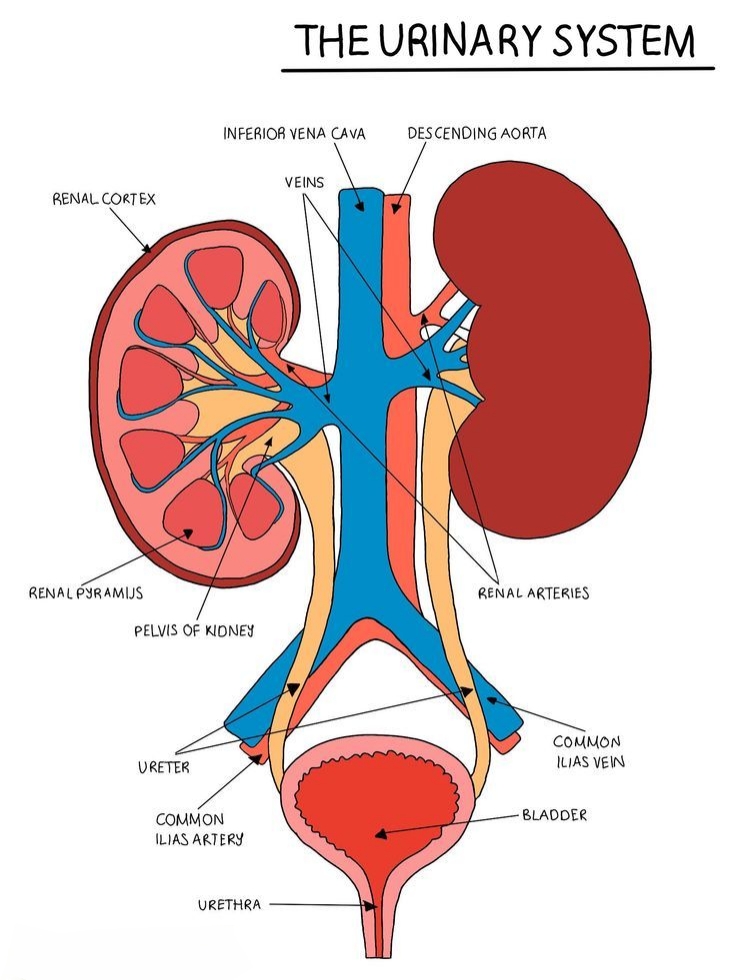 THE URINARY SYSTEM
INFERIOR VENA CAVA
DESCENDING AORTA
VEINS
RENAL CORTEX
RENAL PYRAMIJS
RENAL ARTERIES
PELVIS OF KIDNEY
URETER
COMMON
ILIAS VEIN
COMMON
ILIAS ARTERY
BLADDER
URETHRA